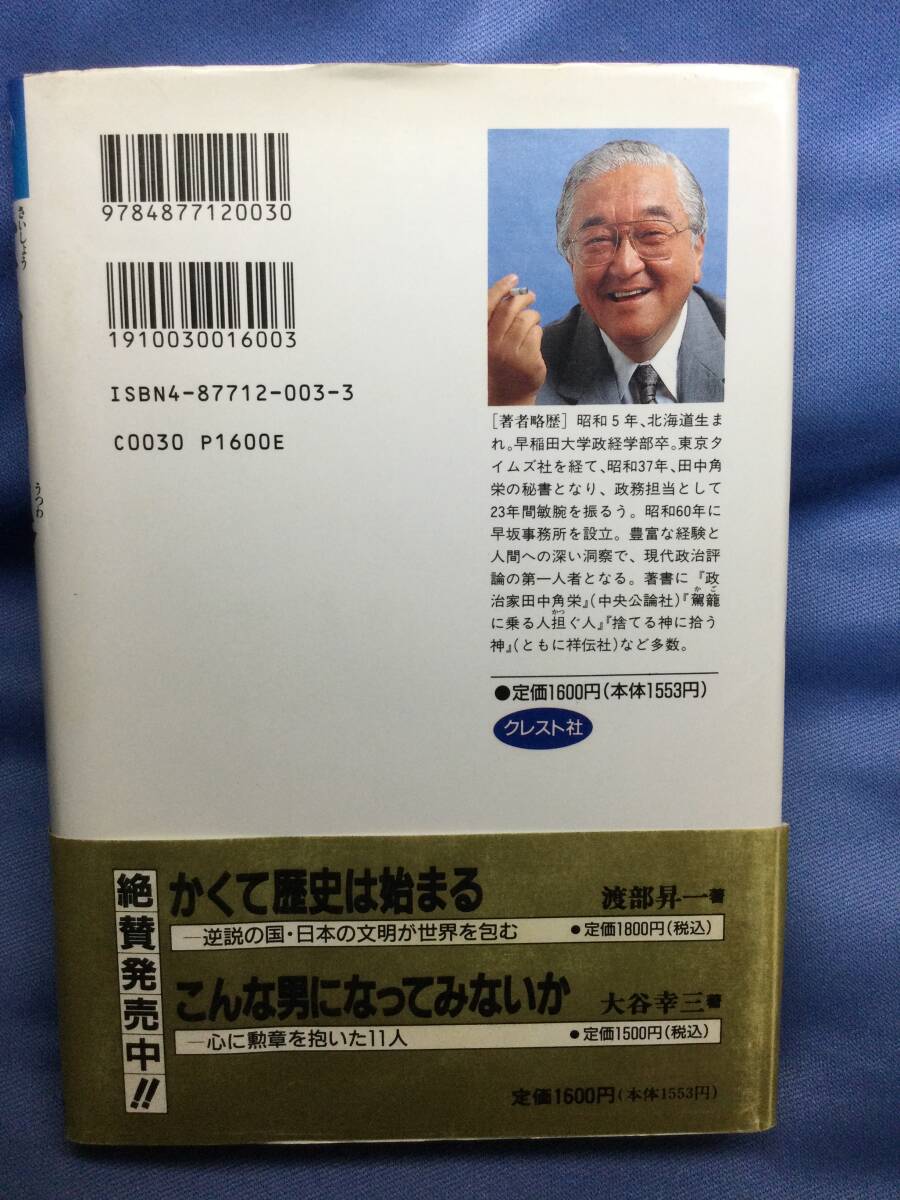 さいしょう
うつわ
9784877120030
1910030016003
ISBN4-87712-003-3
C0030 P1600E
[著者略歴] 昭和5年、北海道生ま
れ。早稲田大学政経学部卒。東京タ
イムズ社を経て、昭和37年、田中角
栄の秘書となり、政務担当として
23年間敏腕を振るう。昭和60年に
早坂事務所を設立。豊富な経験と
人間への深い洞察で、現代政治評
論の第一人者となる。著書に『政
治家田中角栄』(中央公論社)『駕籠
かご
に乗る人担ぐ人』『捨てる神に拾う
かつ
神』(ともに祥伝社)など多数。
●定価1600円(本体1553円)
クレスト社
絶賛発売中!!
かくて歴史は始まる 渡部昇一著
─逆説の国・日本の文明が世界を包む ●定価1800円(税込)
こんな男になってみないか 大谷幸三著
─心に勲章を抱いた11人 ●定価1500円(税込)
定価1600円(本体1553円)